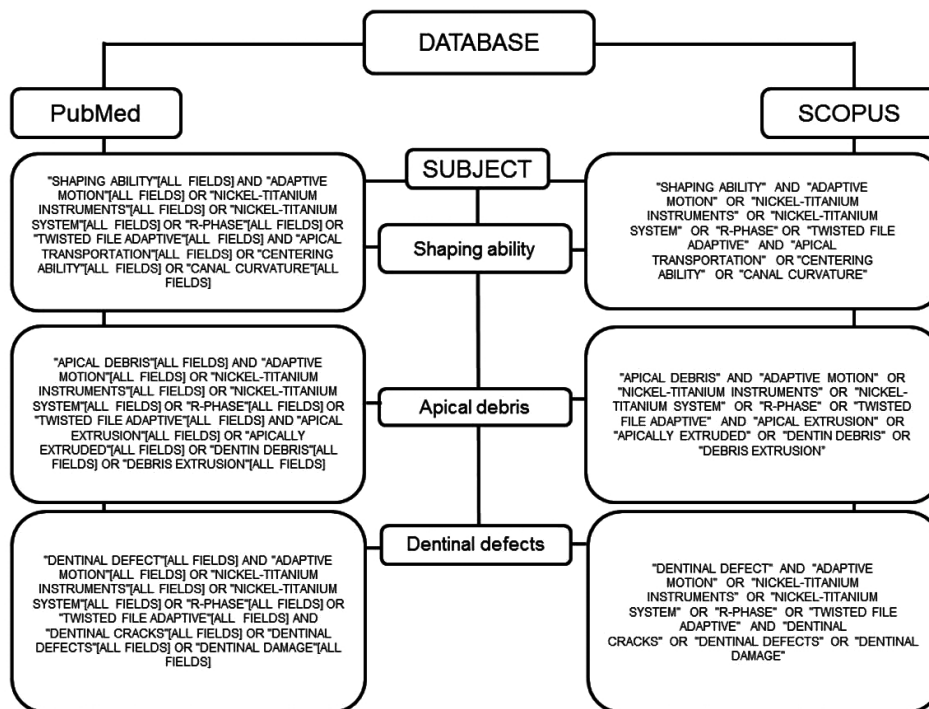 DATABASE
PubMed
SCOPUS
SUBJECT
"SHAPING ABILITY"[ALL FIELDS] AND "ADAPTIVE
MOTION"[ALL FIELDS] OR "NICKEL-TITANIUM
INSTRUMENTS"[ALL FIELDS] OR "NICKEL-TITANIUM
SYSTEM"[ALL FIELDS] OR "R-PHASE"[ALL FIELDS] OR
"TWISTED FILE ADAPTIVE"[ALL FIELDS] AND "APICAL
TRANSPORTATION"[ALL FIELDS] OR "CENTERING
ABILITY"[ALL FIELDS] OR "CANAL CURVATURE"[ALL
FIELDS]
Shaping ability
"SHAPING ABILITY" AND "ADAPTIVE
MOTION" OR "NICKEL-TITANIUM
INSTRUMENTS" OR "NICKEL-TITANIUM
SYSTEM" OR "R-PHASE" OR "TWISTED FILE
ADAPTIVE" AND "APICAL
TRANSPORTATION" OR "CENTERING
ABILITY" OR "CANAL CURVATURE"
"APICAL DEBRIS"[ALL FIELDS] AND "ADAPTIVE
MOTION"[ALL FIELDS] OR "NICKEL-TITANIUM
INSTRUMENTS"[ALL FIELDS] OR "NICKEL-TITANIUM
SYSTEM"[ALL FIELDS] OR "R-PHASE"[ALL FIELDS] OR
"TWISTED FILE ADAPTIVE"[ALL FIELDS] AND "APICAL
EXTRUSION"[ALL FIELDS] OR "APICALLY
EXTRUDED"[ALL FIELDS] OR "DENTIN DEBRIS"[ALL
FIELDS] OR "DEBRIS EXTRUSION"[ALL FIELDS]
Apical debris
"APICAL DEBRIS" AND "ADAPTIVE MOTION" OR
"NICKEL-TITANIUM INSTRUMENTS" OR "NICKEL-
TITANIUM SYSTEM" OR "R-PHASE" OR "TWISTED
FILE ADAPTIVE" AND "APICAL EXTRUSION" OR
"APICALLY EXTRUDED" OR "DENTIN DEBRIS" OR
"DEBRIS EXTRUSION"
"DENTINAL DEFECT"[ALL FIELDS] AND "ADAPTIVE
MOTION"[ALL FIELDS] OR "NICKEL-TITANIUM
INSTRUMENTS"[ALL FIELDS] OR "NICKEL-TITANIUM
SYSTEM"[ALL FIELDS] OR "R-PHASE"[ALL FIELDS] OR
"TWISTED FILE ADAPTIVE"[ALL FIELDS] AND
"DENTINAL CRACKS"[ALL FIELDS] OR "DENTINAL
DEFECTS"[ALL FIELDS] OR "DENTINAL DAMAGE"[ALL
FIELDS]
Dentinal defects
"DENTINAL DEFECT" AND "ADAPTIVE
MOTION" OR "NICKEL-TITANIUM
INSTRUMENTS" OR "NICKEL-TITANIUM
SYSTEM" OR "R-PHASE" OR "TWISTED FILE
ADAPTIVE" AND "DENTINAL
CRACKS" OR "DENTINAL DEFECTS" OR "DENTINAL
DAMAGE"